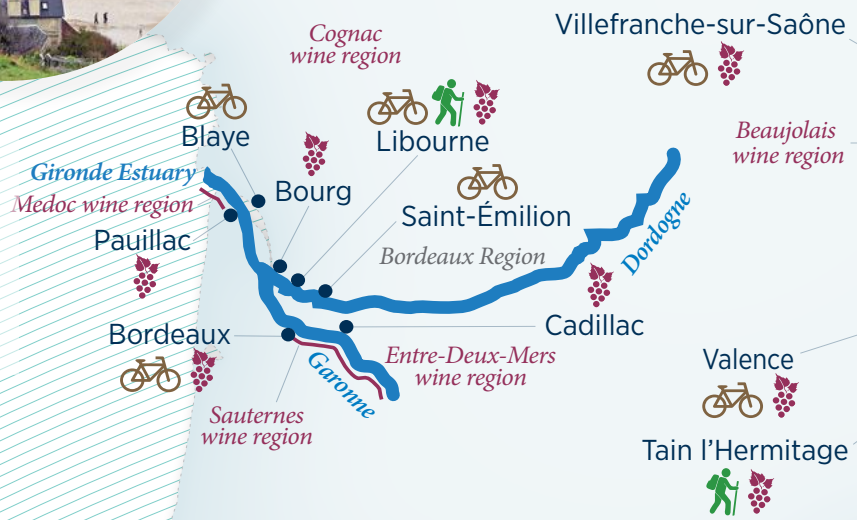 Villefranche-sur-Saône
Cognac
wine region
Blaye
Libourne
Beaujolais
wine region
Gironde Estuary
Medoc wine region
Bourg
Saint-Émilion
Pauillac
Bordeaux Region
Dordogne
Bordeaux
Cadillac
Entre-Deux-Mers
wine region
Garonne
Valence
Sauternes
wine region
Tain l'Hermitage